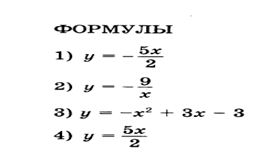 ФОРМУЛЫ
1) y = −5x/2
2) y = −9/x
3) y = −x² + 3x − 3
4) y = 5x/2